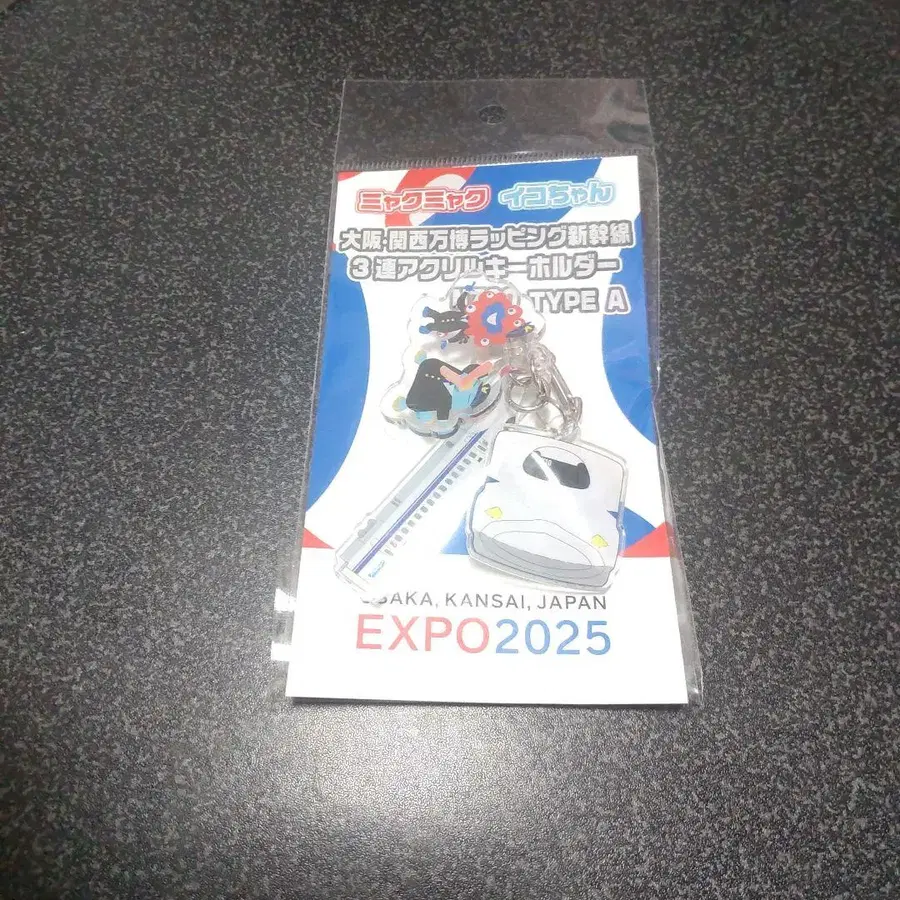 ミャクミャク イコちゃん
大阪・関西万博ラッピング新幹線
3連アクリルキーホルダー
TYPE A
OSAKA, KANSAI, JAPAN
EXPO2025